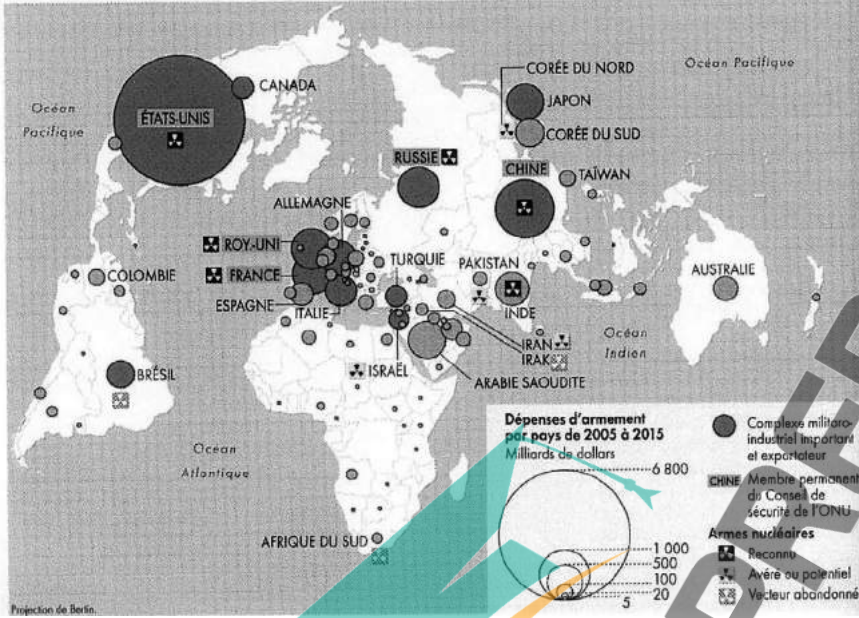 Océan Pacifique
CORÉE DU NORD
CANADA
JAPON
Océan
Pacifique
ÉTATS-UNIS
CORÉE DU SUD
RUSSIE
CHINE
TAÏWAN
ALLEMAGNE
ROY.-UNI
TURQUIE
PAKISTAN
FRANCE
COLOMBIE
AUSTRALIE
ESPAGNE
ITALIE
INDE
Océan
Indien
IRAN
IRAK
ISRAËL
BRÉSIL
ARABIE SAOUDITE
Océan
Atlantique
AFRIQUE DU SUD
Projection de Bertin.
Dépenses d'armement
par pays de 2005 à 2015
Milliards de dollars
6 800
1 000
500
100
20
5
Complexe militaro-
industriel important
et exportateur
CHINE Membre permanent
du Conseil de
sécurité de l'ONU
Armes nucléaires
Reconnu
Avéré ou potentiel
Vecteur abandonné